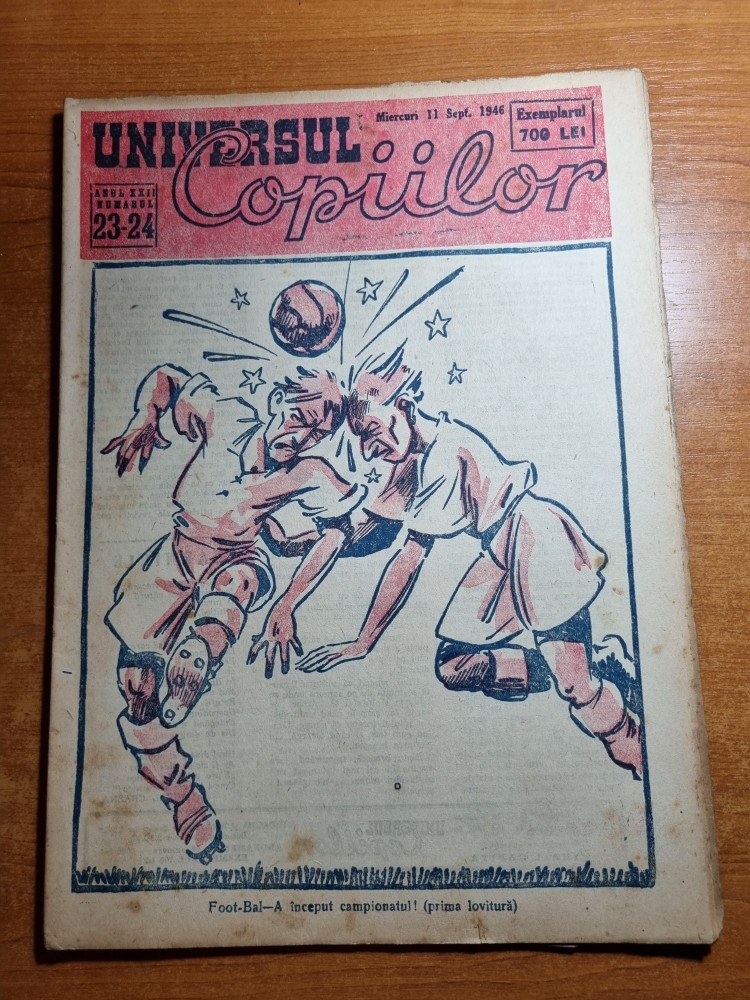 Miercuri 11 Sept. 1946
Exemplarul
700 LEI
UNIVERSUL
Copiilor
ANUL XXII
NUMARUL
23-24
Foot-Bal—A început campionatul! (prima lovitură)